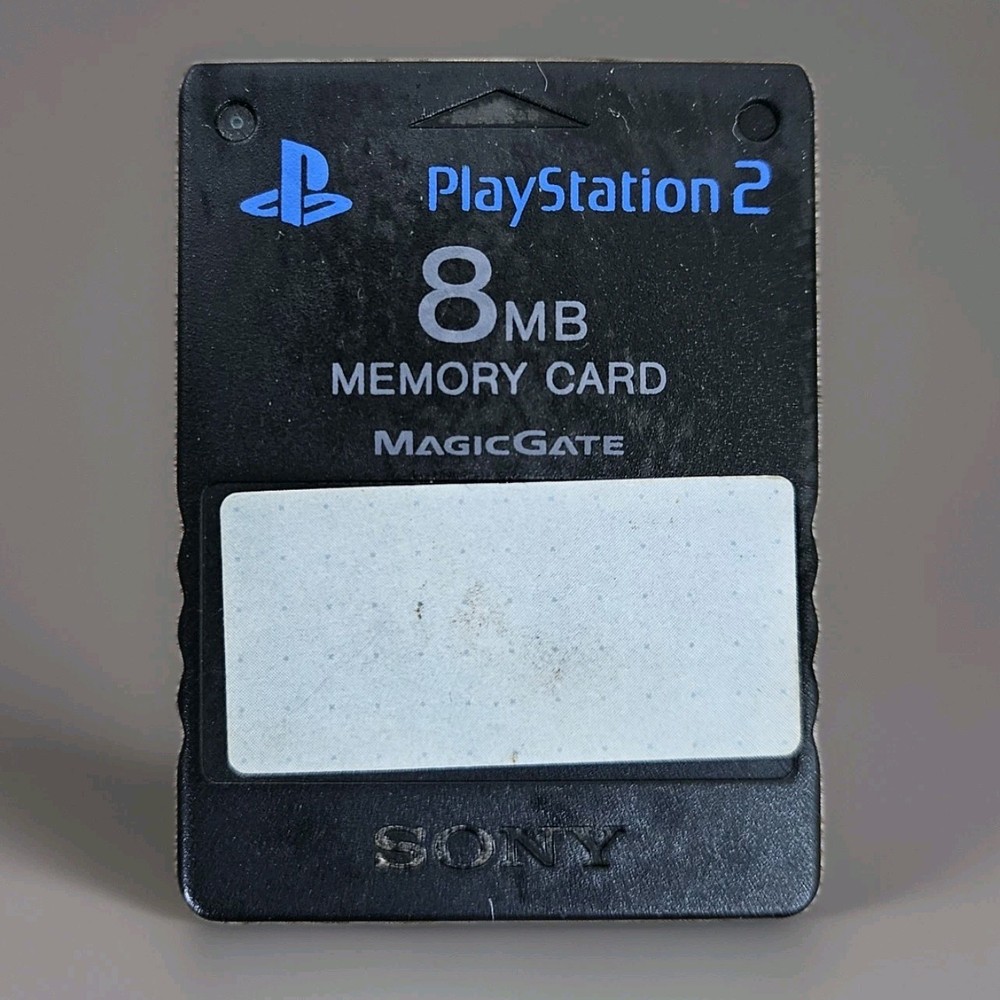 PlayStation 2
8MB
MEMORY CARD
MAGICGATE
SONY